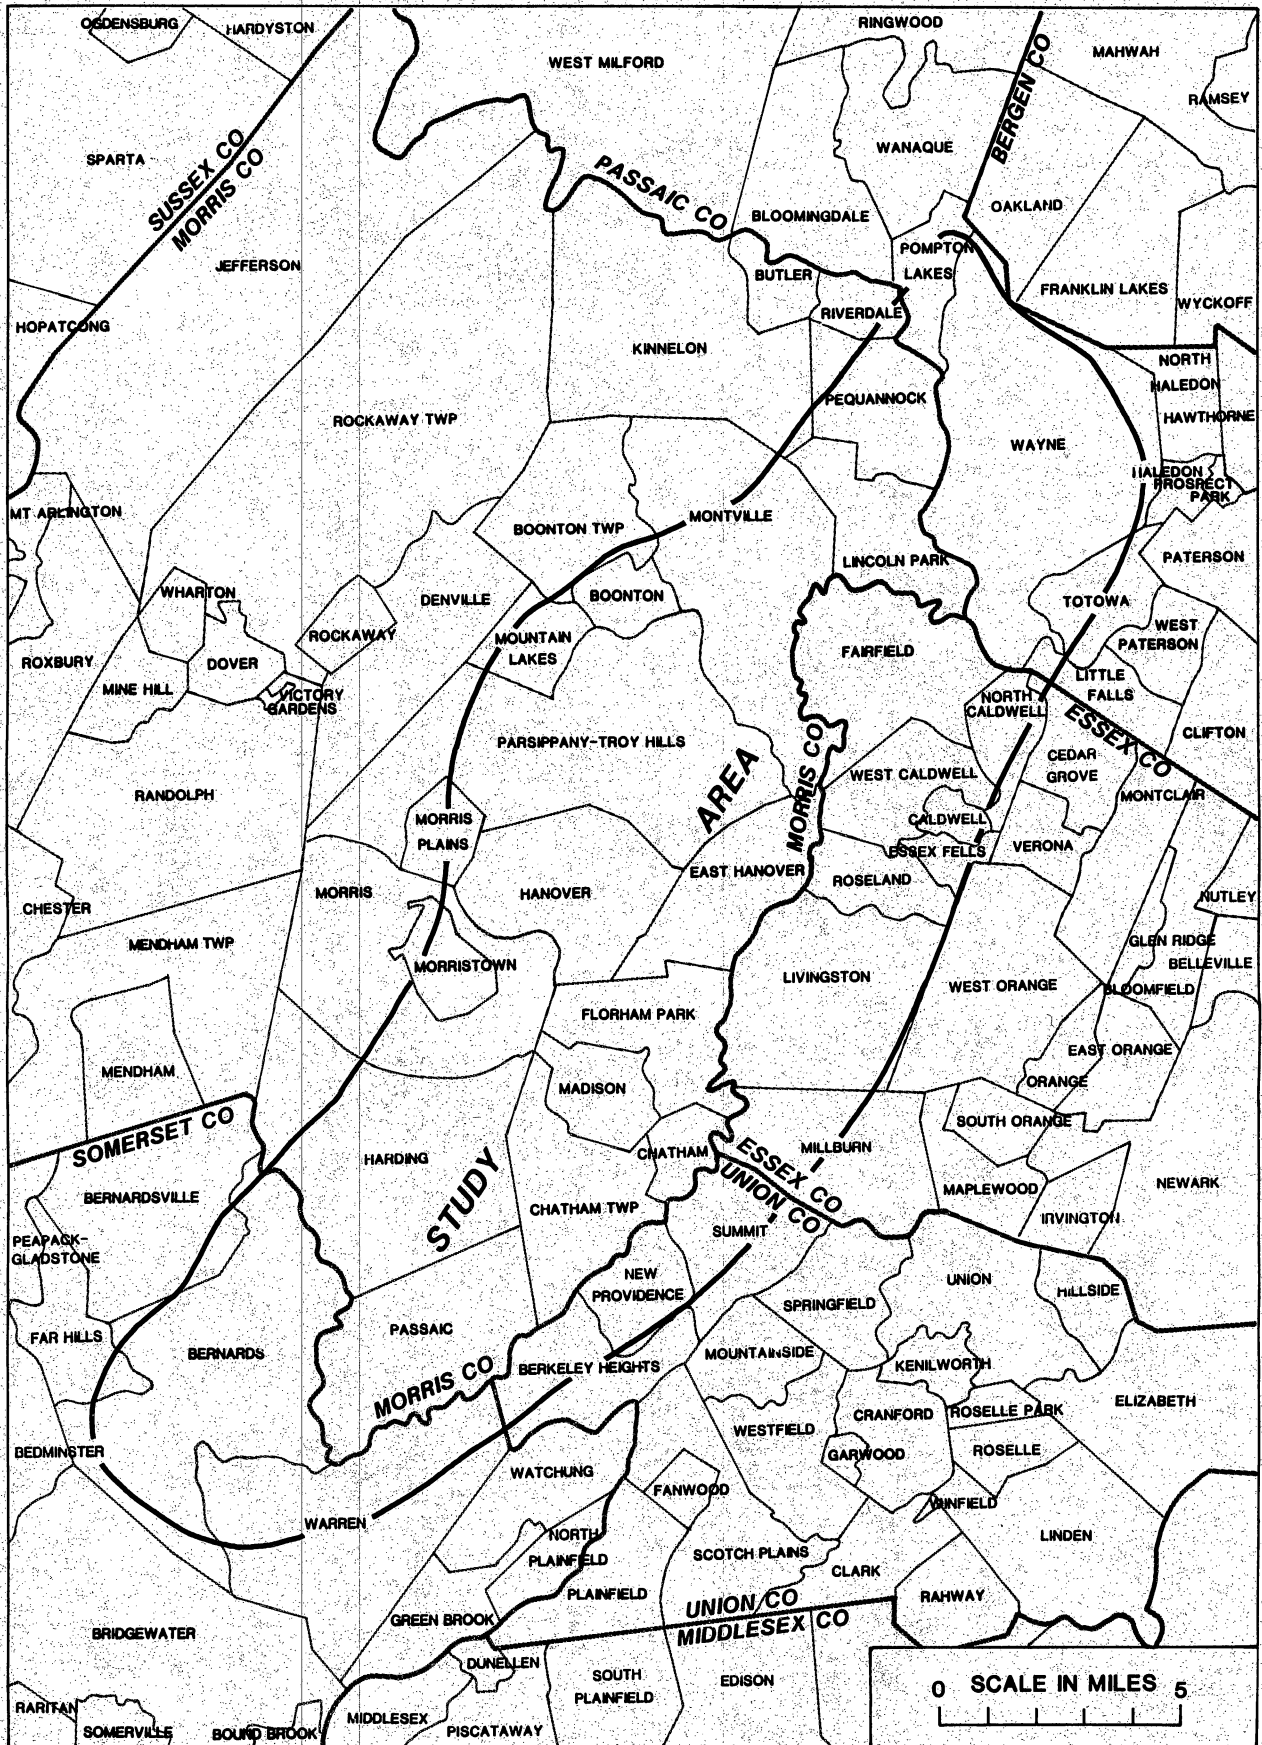 OGDENSBURG
HARDYSTON
RINGWOOD
WEST MILFORD
MAHWAH
BERGEN CO
RAMSEY
SPARTA
SUSSEX CO
MORRIS CO
WANAQUE
PASSAIC CO
BLOOMINGDALE
OAKLAND
JEFFERSON
POMPTON
LAKES
BUTLER
FRANKLIN LAKES
WYCKOFF
HOPATCONG
RIVERDALE
KINNELON
NORTH
HALEDON
PEQUANNOCK
ROCKAWAY TWP
HAWTHORNE
WAYNE
HALEDON
PROSPECT
PARK
MT ARLINGTON
BOONTON TWP
MONTVILLE
LINCOLN PARK
PATERSON
WHARTON
DENVILLE
BOONTON
TOTOWA
WEST
PATERSON
ROCKAWAY
MOUNTAIN
LAKES
FAIRFIELD
ROXBURY
DOVER
MINE HILL
VICTORY
GARDENS
LITTLE
FALLS
NORTH
CALDWELL
ESSEX CO
CLIFTON
PARSIPPANY-TROY HILLS
AREA
MORRIS CO
CEDAR
GROVE
WEST CALDWELL
RANDOLPH
MONTCLAIR
MORRIS
PLAINS
CALDWELL
ESSEX FELLS
VERONA
EAST HANOVER
ROSELAND
MORRIS
HANOVER
CHESTER
NUTLEY
MENDHAM TWP
GLEN RIDGE
BELLEVILLE
MORRISTOWN
LIVINGSTON
WEST ORANGE
BLOOMFIELD
FLORHAM PARK
EAST ORANGE
MENDHAM
MADISON
ORANGE
SOMERSET CO
SOUTH ORANGE
HARDING
CHATHAM
ESSEX CO
UNION CO
MILLBURN
STUDY
MAPLEWOOD
NEWARK
BERNARDSVILLE
CHATHAM TWP
IRVINGTON
SUMMIT
PEAPACK-
GLADSTONE
NEW
PROVIDENCE
UNION
HILLSIDE
SPRINGFIELD
FAR HILLS
PASSAIC
BERNARDS
MOUNTAINSIDE
MORRIS CO
BERKELEY HEIGHTS
KENILWORTH
ELIZABETH
CRANFORD
ROSELLE PARK
WESTFIELD
BEDMINSTER
GARWOOD
ROSELLE
WATCHUNG
FANWOOD
WINFIELD
WARREN
NORTH
PLAINFIELD
LINDEN
SCOTCH PLAINS
CLARK
PLAINFIELD
RAHWAY
UNION CO
MIDDLESEX CO
GREEN BROOK
BRIDGEWATER
DUNELLEN
SOUTH
PLAINFIELD
EDISON
SCALE IN MILES
0 5
RARITAN
SOMERVILLE
BOUND BROOK
MIDDLESEX
PISCATAWAY